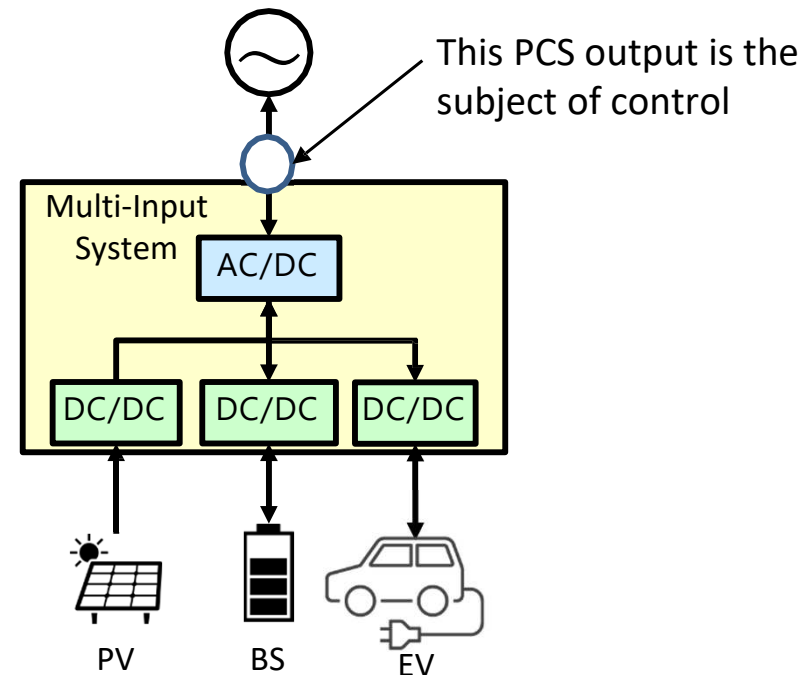 This PCS output is the
subject of control
Multi-Input
System
AC/DC
DC/DC
DC/DC
DC/DC
PV
BS
EV